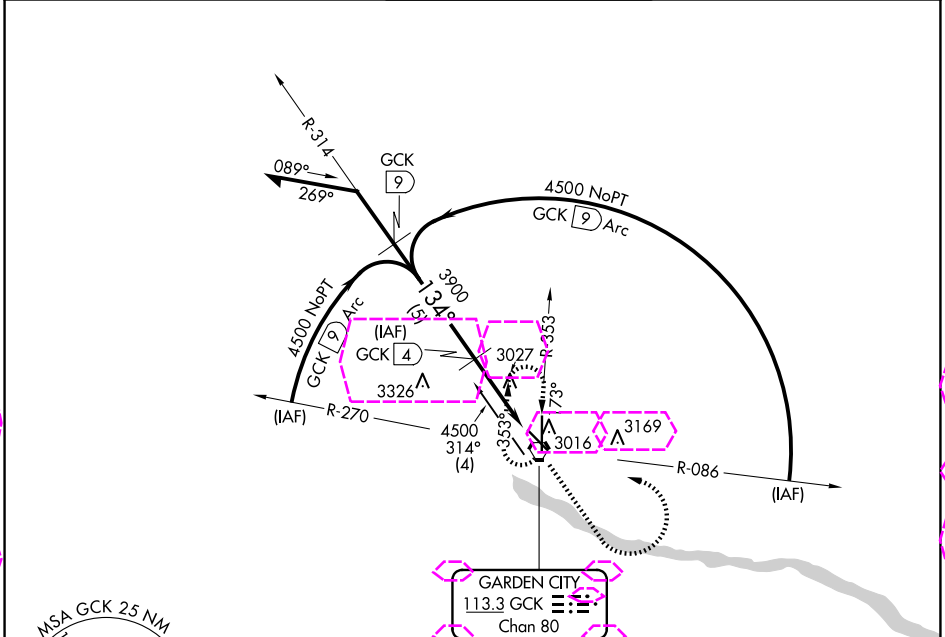 R-314
089°
269°
GCK
9
4500 NoPT
GCK 9 Arc
3900
134°
(5)
4500 NoPT
GCK 9 Arc
(IAF)
GCK 4
3326
3027
R-353
(IAF)
R-270
4500
314°
(4)
353°
73°
3016
3169
R-086
(IAF)
GARDEN CITY
113.3 GCK
Chan 80
MSA GCK 25 NM